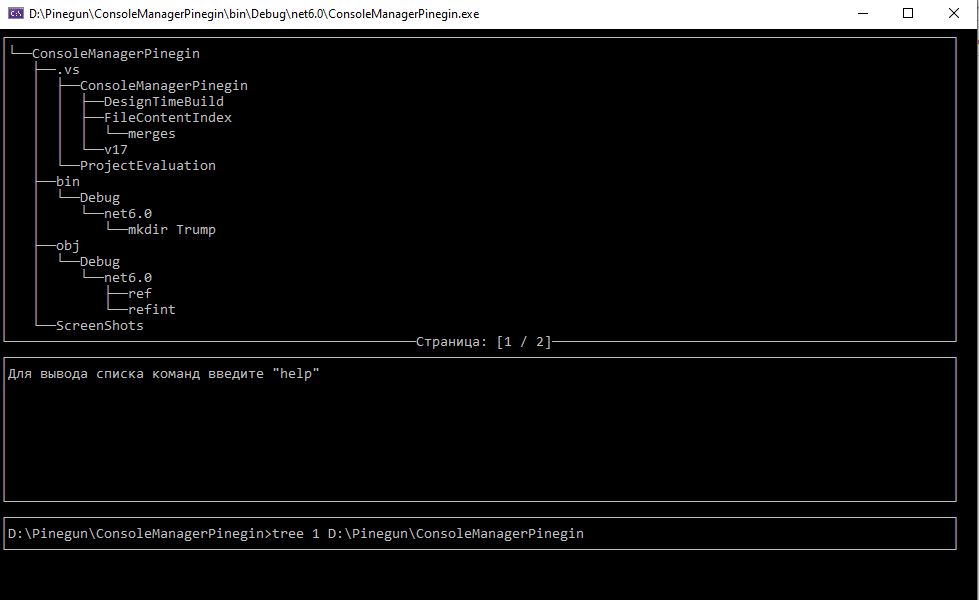 D:\Pinegun\ConsoleManagerPinegin\bin\Debug\net6.0\ConsoleManagerPinegin.exe
└──ConsoleManagerPinegin
├──.vs
├──ConsoleManagerPinegin
├──DesignTimeBuild
├──FileContentIndex
└──merges
└──v17
└──ProjectEvaluation
├──bin
└──Debug
└──net6.0
└──mkdir Trump
├──obj
└──Debug
└──net6.0
├──ref
└──refint
└──ScreenShots
Страница: [1 / 2]
Для вывода списка команд введите "help"
D:\Pinegun\ConsoleManagerPinegin>tree 1 D:\Pinegun\ConsoleManagerPinegin